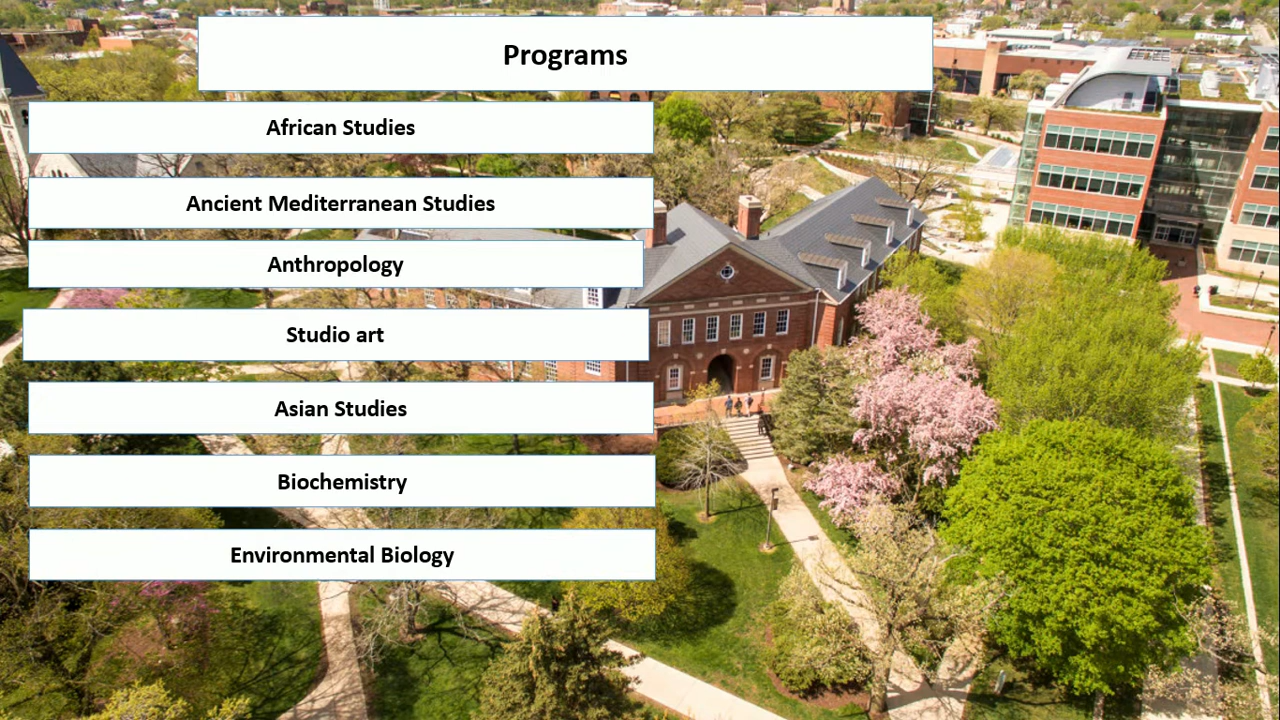 Programs
African Studies
Ancient Mediterranean Studies
Anthropology
Studio art
Asian Studies
Biochemistry
Environmental Biology